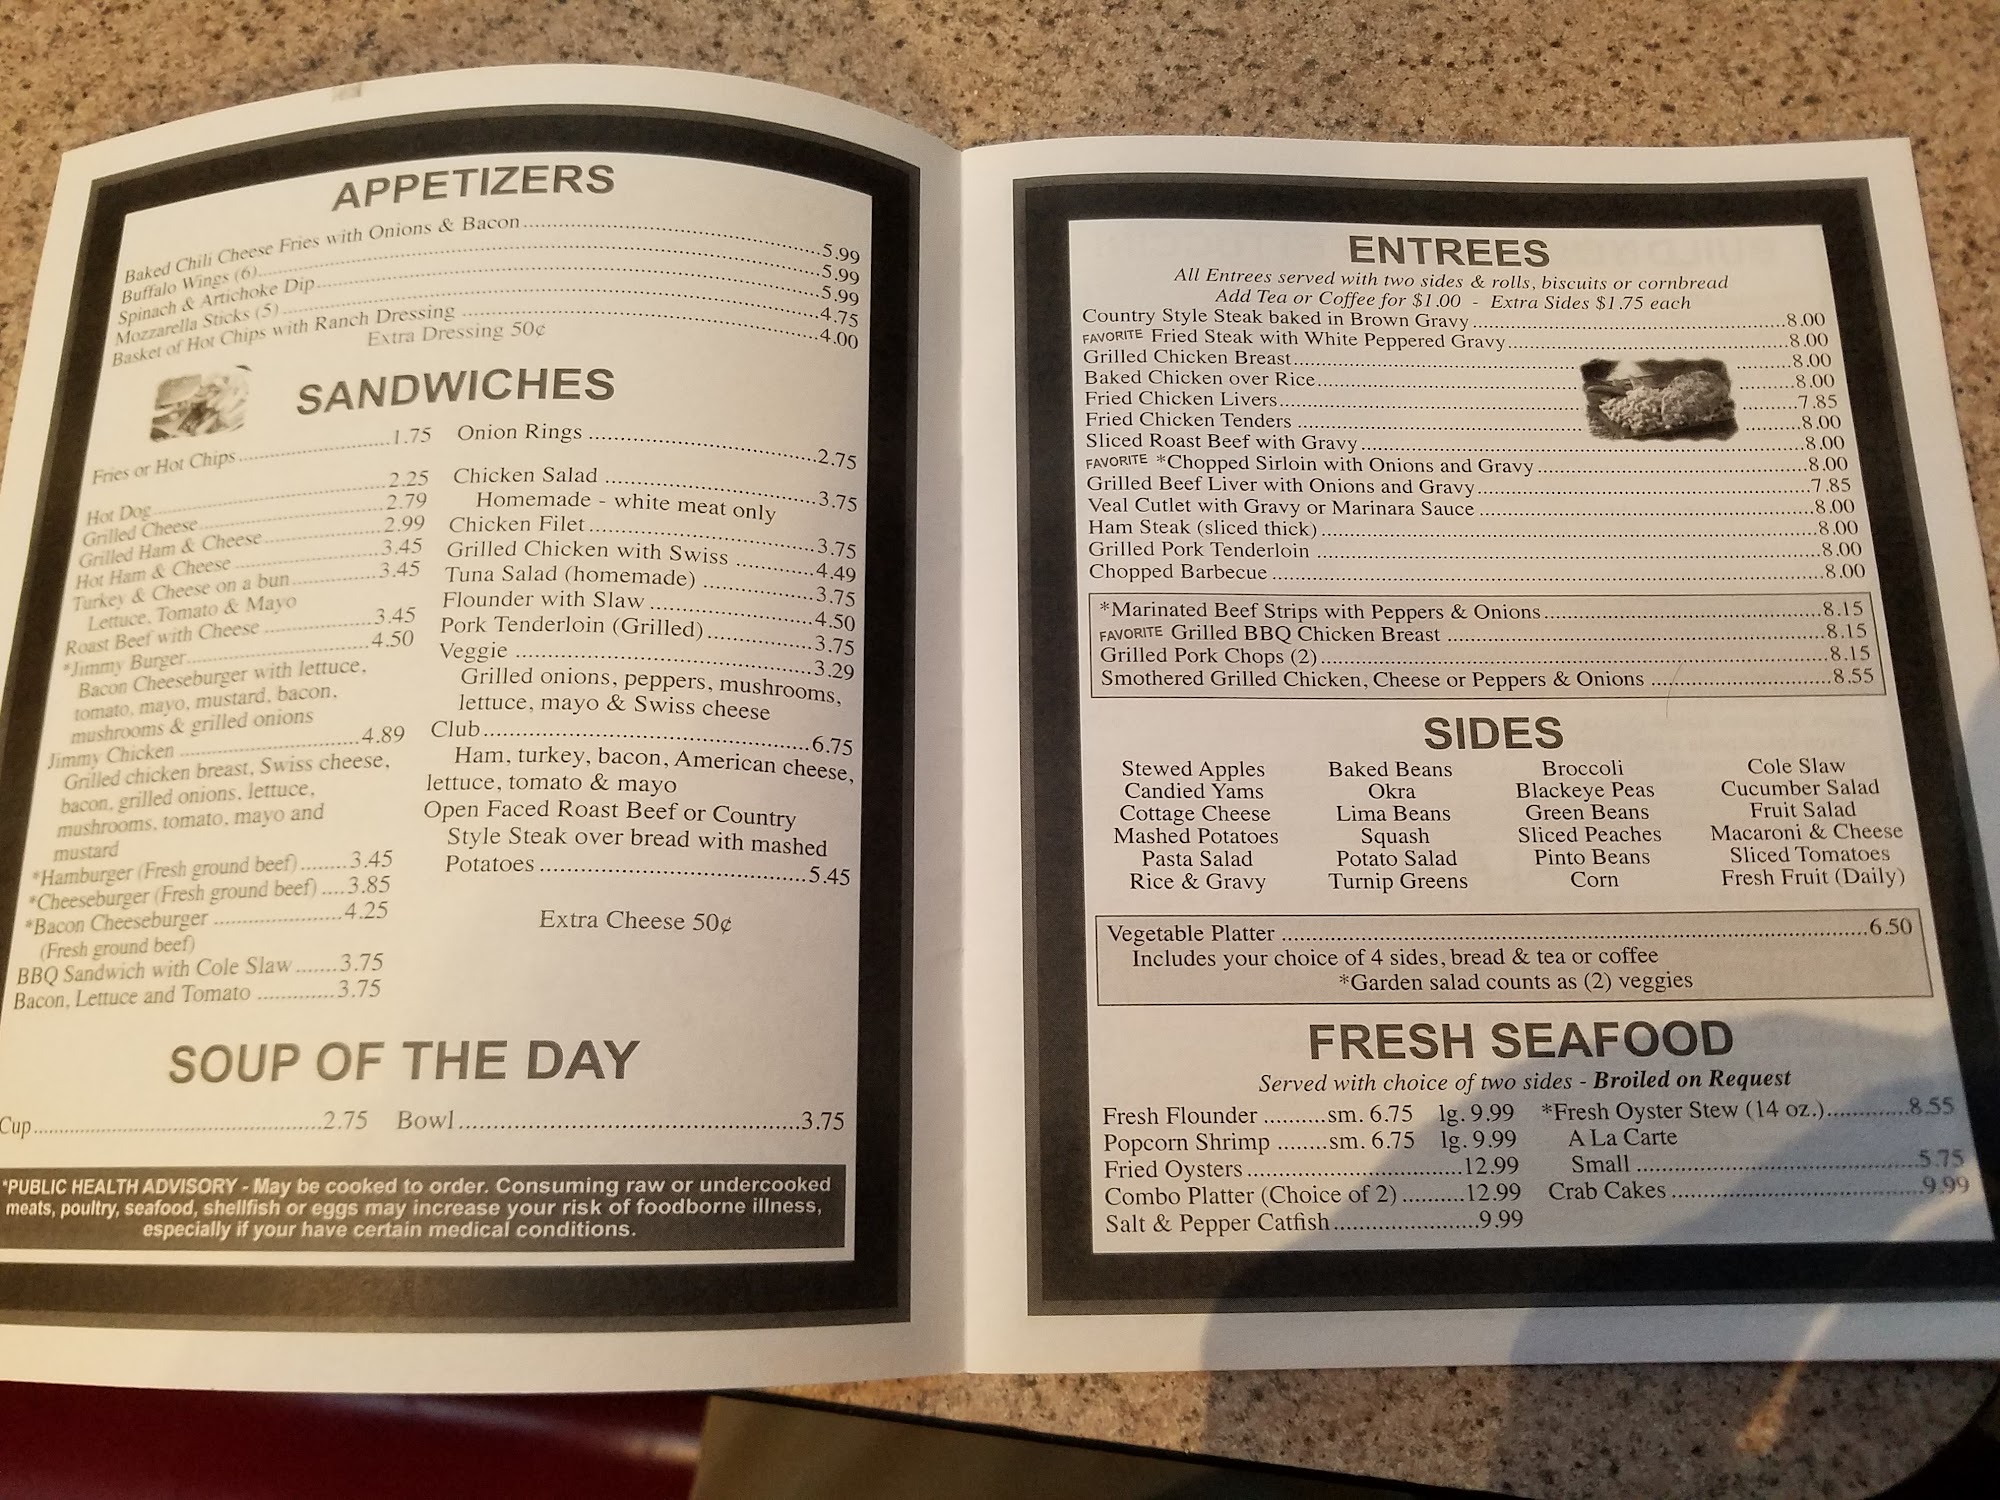 APPETIZERS
Baked Chili Cheese Fries with Onions & Bacon..........5.99
Buffalo Wings (6)..........5.99
Spinach & Artichoke Dip..........5.99
Mozzarella Sticks (5)..........4.75
Basket of Hot Chips with Ranch Dressing..........4.00
Extra Dressing 50¢
SANDWICHES
Fries or Hot Chips..........1.75
Hot Dog..........2.25
Grilled Cheese..........2.79
Grilled Ham & Cheese..........2.99
Hot Ham & Cheese..........3.45
Turkey & Cheese on a bun..........3.45
Lettuce, Tomato & Mayo
Roast Beef with Cheese..........3.45
*Jimmy Burger..........4.50
Bacon Cheeseburger with lettuce,
tomato, mayo, mustard, bacon,
mushrooms & grilled onions
Jimmy Chicken..........4.89
Grilled chicken breast, Swiss cheese,
bacon, grilled onions, lettuce,
mushrooms, tomato, mayo and
mustard
*Hamburger (Fresh ground beef)........3.45
*Cheeseburger (Fresh ground beef)....3.85
*Bacon Cheeseburger..........4.25
(Fresh ground beef)
BBQ Sandwich with Cole Slaw.......3.75
Bacon, Lettuce and Tomato..........3.75
Onion Rings..........2.75
Chicken Salad..........3.75
Homemade - white meat only
Chicken Filet..........3.75
Grilled Chicken with Swiss..........4.49
Tuna Salad (homemade)..........3.75
Flounder with Slaw..........4.50
Pork Tenderloin (Grilled)..........3.75
Veggie..........3.29
Grilled onions, peppers, mushrooms,
lettuce, mayo & Swiss cheese
Club..........6.75
Ham, turkey, bacon, American cheese,
lettuce, tomato & mayo
Open Faced Roast Beef or Country
Style Steak over bread with mashed
Potatoes..........5.45
Extra Cheese 50¢
SOUP OF THE DAY
Cup..........2.75 Bowl..........3.75
*PUBLIC HEALTH ADVISORY - May be cooked to order. Consuming raw or undercooked
meats, poultry, seafood, shellfish or eggs may increase your risk of foodborne illness,
especially if your have certain medical conditions.
ENTREES
All Entrees served with two sides & rolls, biscuits or cornbread
Add Tea or Coffee for $1.00 - Extra Sides $1.75 each
Country Style Steak baked in Brown Gravy..........8.00
FAVORITE Fried Steak with White Peppered Gravy..........8.00
Grilled Chicken Breast..........8.00
Baked Chicken over Rice..........8.00
Fried Chicken Livers..........7.85
Fried Chicken Tenders..........8.00
Sliced Roast Beef with Gravy..........8.00
FAVORITE *Chopped Sirloin with Onions and Gravy..........8.00
Grilled Beef Liver with Onions and Gravy..........7.85
Veal Cutlet with Gravy or Marinara Sauce..........8.00
Ham Steak (sliced thick)..........8.00
Grilled Pork Tenderloin..........8.00
Chopped Barbecue..........8.00
*Marinated Beef Strips with Peppers & Onions..........8.15
FAVORITE Grilled BBQ Chicken Breast..........8.15
Grilled Pork Chops (2)..........8.15
Smothered Grilled Chicken, Cheese or Peppers & Onions..........8.55
SIDES
Stewed Apples Baked Beans Broccoli Cole Slaw
Candied Yams Okra Blackeye Peas Cucumber Salad
Cottage Cheese Lima Beans Green Beans Fruit Salad
Mashed Potatoes Squash Sliced Peaches Macaroni & Cheese
Pasta Salad Potato Salad Pinto Beans Sliced Tomatoes
Rice & Gravy Turnip Greens Corn Fresh Fruit (Daily)
Vegetable Platter..........6.50
Includes your choice of 4 sides, bread & tea or coffee
*Garden salad counts as (2) veggies
FRESH SEAFOOD
Served with choice of two sides - Broiled on Request
Fresh Flounder..........sm. 6.75 lg. 9.99
Popcorn Shrimp........sm. 6.75 lg. 9.99
Fried Oysters..........12.99
Combo Platter (Choice of 2)..........12.99
Salt & Pepper Catfish..........9.99
*Fresh Oyster Stew (14 oz.)..........8.55
A La Carte
Small..........5.75
Crab Cakes..........9.99